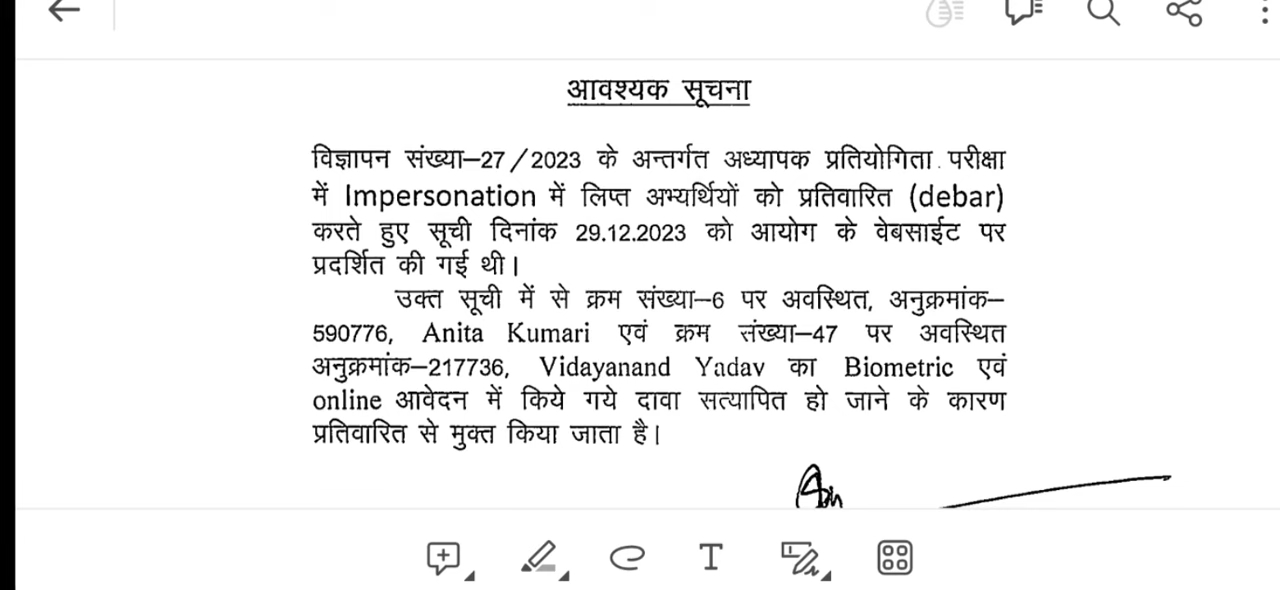 आवश्यक सूचना
विज्ञापन संख्या–27/2023 के अन्तर्गत अध्यापक प्रतियोगिता परीक्षा
में Impersonation में लिप्त अभ्यर्थियों को प्रतिवारित (debar)
करते हुए सूची दिनांक 29.12.2023 को आयोग के वेबसाईट पर
प्रदर्शित की गई थी।
उक्त सूची में से क्रम संख्या–6 पर अवस्थित, अनुक्रमांक–
590776, Anita Kumari एवं क्रम संख्या–47 पर अवस्थित
अनुक्रमांक–217736, Vidayanand Yadav का Biometric एवं
online आवेदन में किये गये दावा सत्यापित हो जाने के कारण
प्रतिवारित से मुक्त किया जाता है।
T